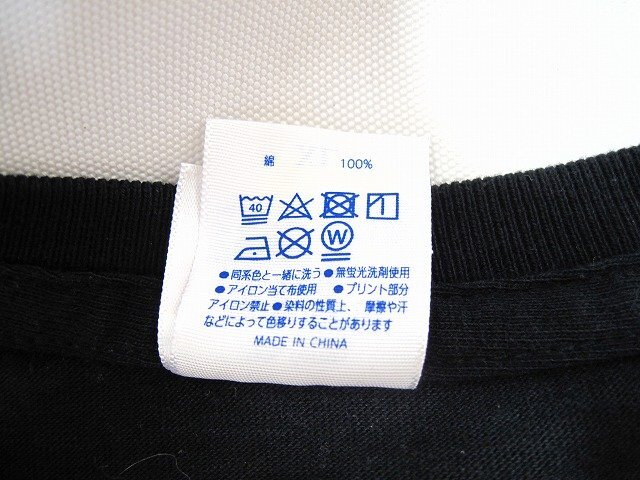 綿 100%
40
W
●同系色と一緒に洗う●無蛍光洗剤使用
●アイロン当て布使用 ●プリント部分
アイロン禁止●染料の性質上、摩擦や汗
などによって色移りすることがあります
MADE IN CHINA